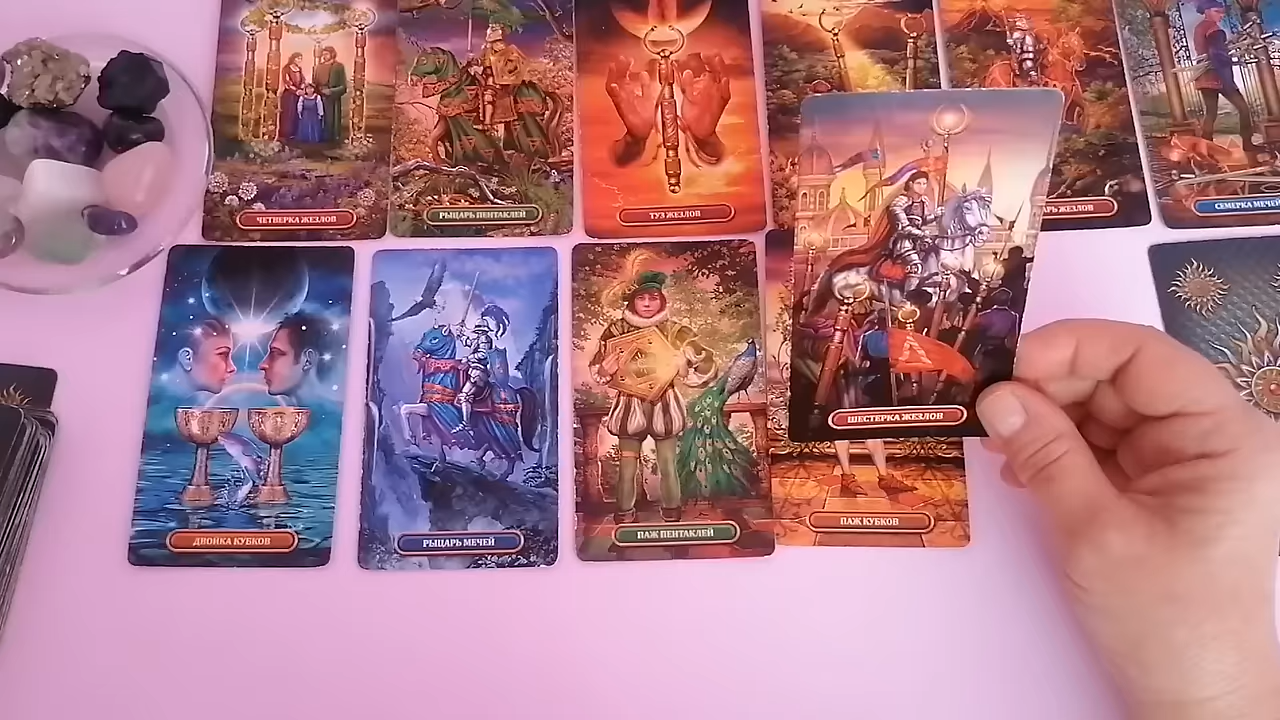 ЧЕТВЕРКА ЖЕЗЛОВ
РЫЦАРЬ ПЕНТАКЛЕЙ
ТУЗ ЖЕЗЛОВ
ЖЕЗЛОВ
СЕМЕРКА МЕЧЕЙ
ШЕСТЕРКА ЖЕЗЛОВ
ДВОЙКА КУБКОВ
РЫЦАРЬ МЕЧЕЙ
ПАЖ ПЕНТАКЛЕЙ
ПАЖ КУБКОВ